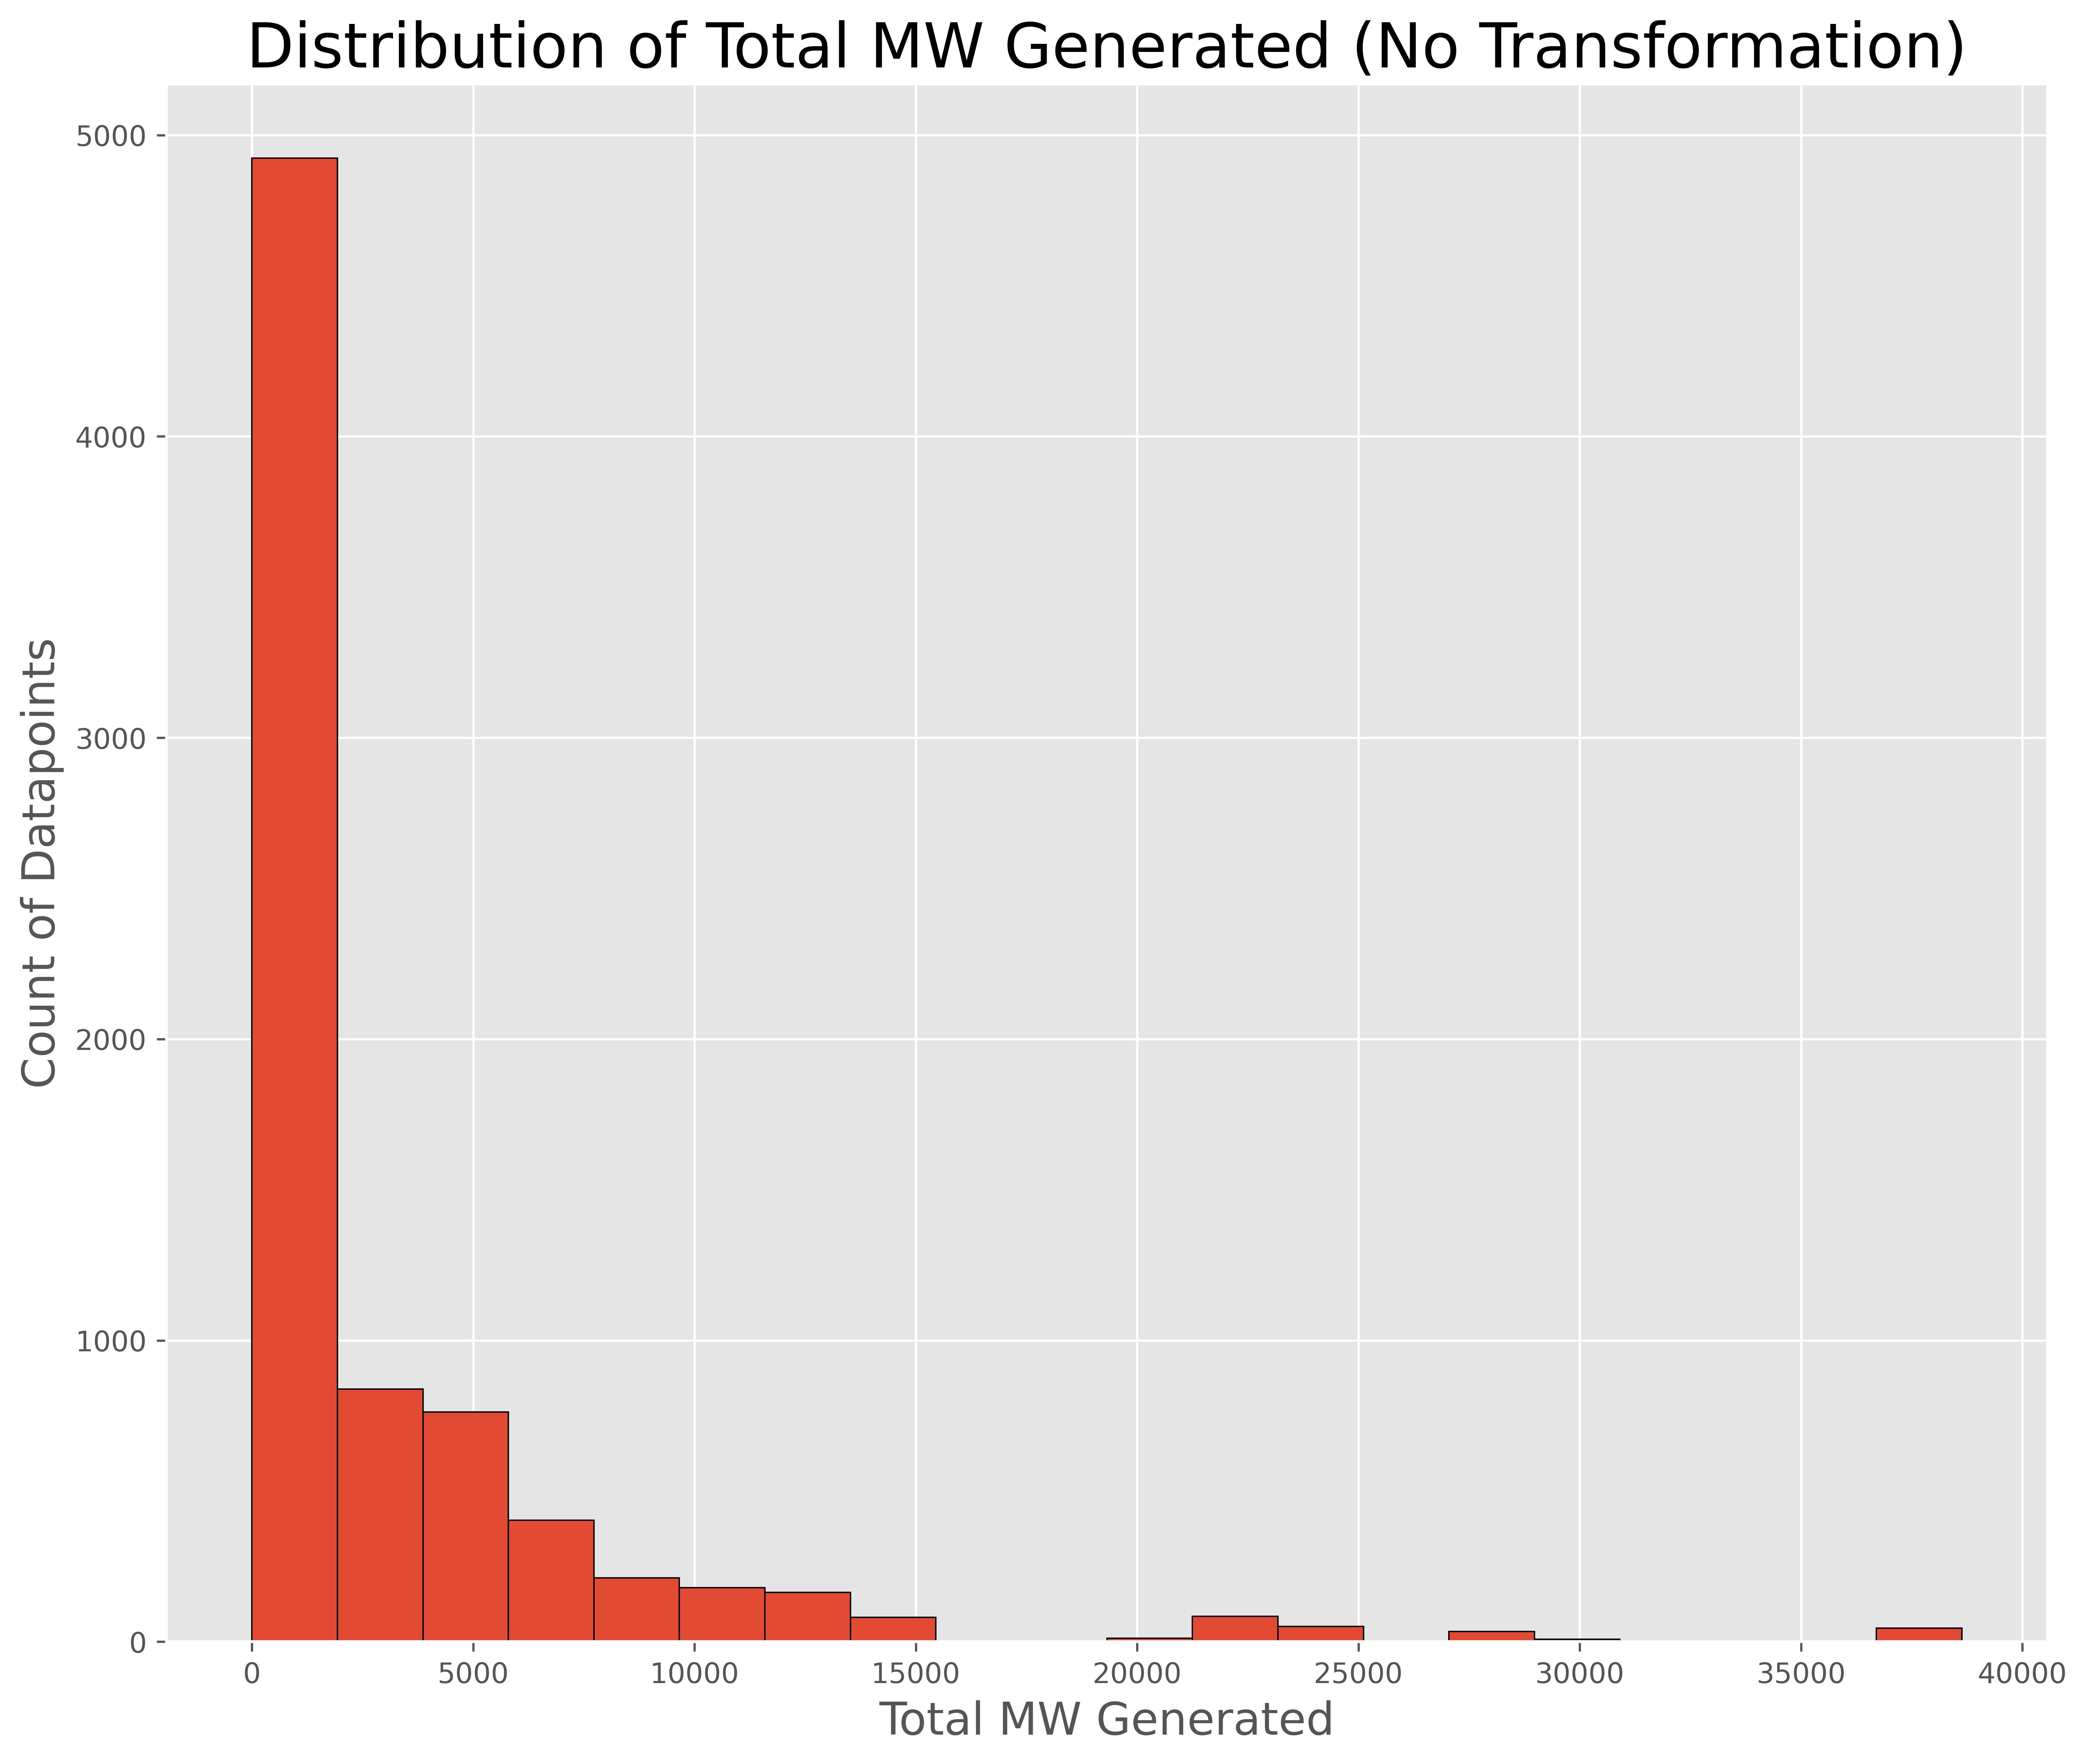 Distribution of Total MW Generated (No Transformation)
Count of Datapoints
5000
4000
3000
2000
1000
0
0 5000 10000 15000 20000 25000 30000 35000 40000
Total MW Generated